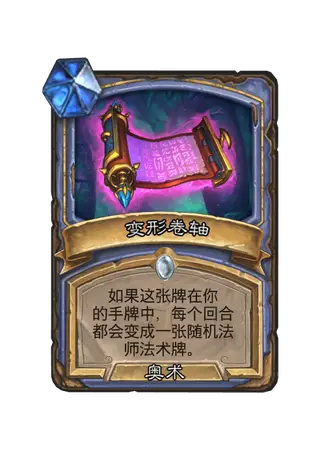 变形卷轴
如果这张牌在你
的手牌中，每个回合
都会变成一张随机法
师法术牌。
奥术